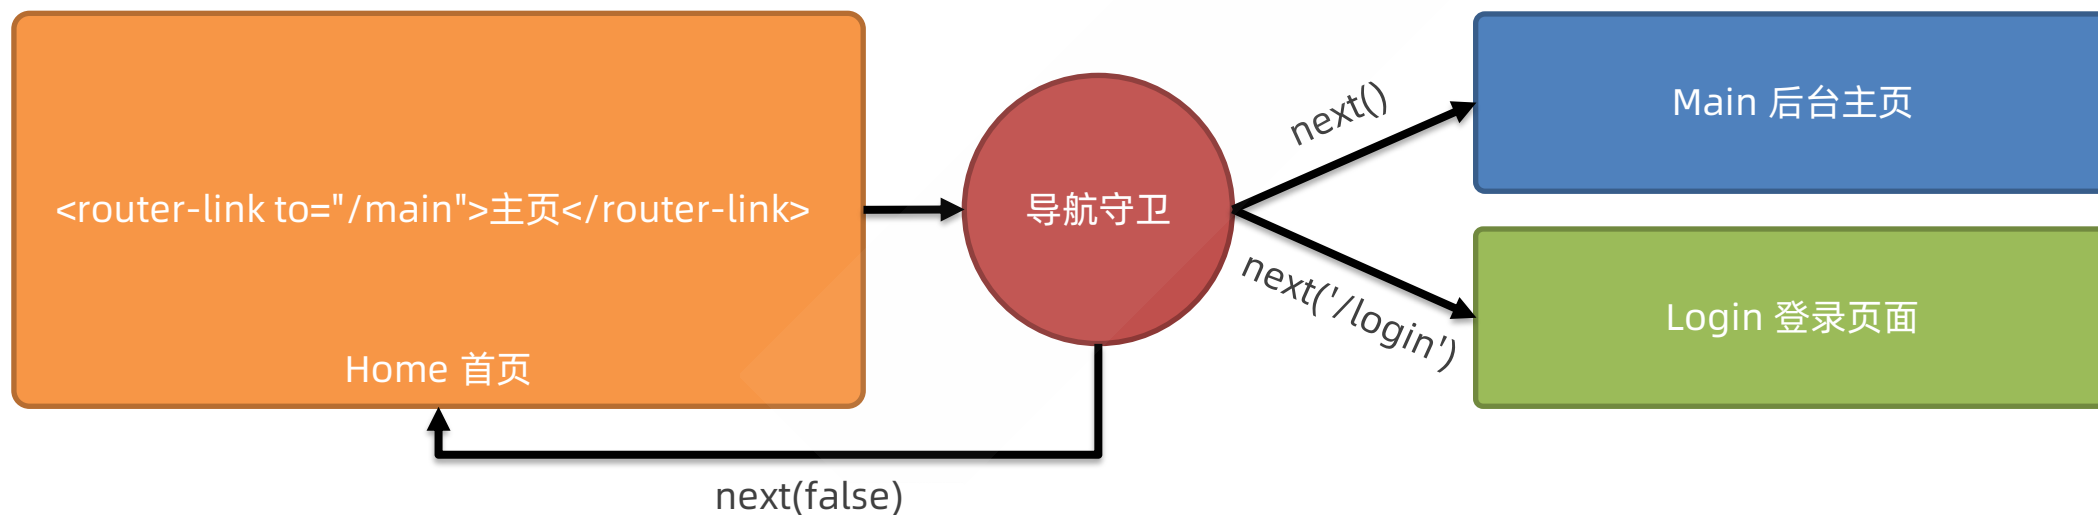 <router-link to="/main">主页</router-link>
Home 首页
导航守卫
next()
next('/login')
next(false)
Main 后台主页
Login 登录页面